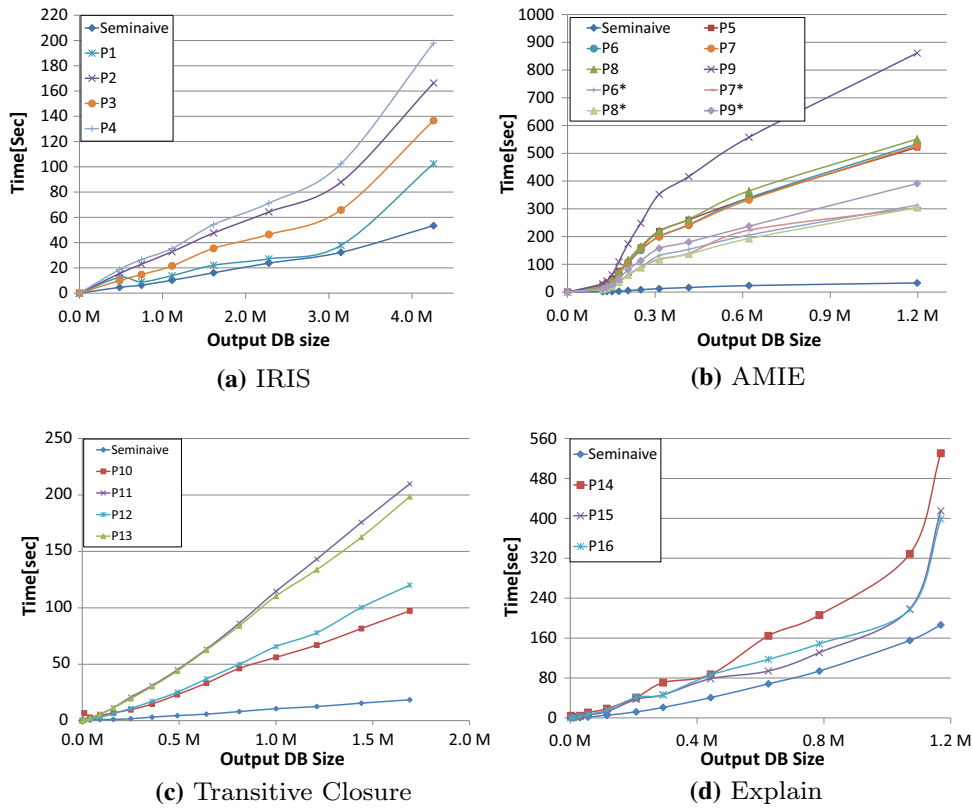 220
200
180
160
140
120
100
80
60
40
20
0
Time[Sec]
Seminaive
P1
P2
P3
P4
0.0 M 1.0 M 2.0 M 3.0 M 4.0 M
Output DB size
(a) IRIS
1000
900
800
700
600
500
400
300
200
100
0
Time[sec]
Seminaive P5
P6 P7
P8 P9
P6* P7*
P8* P9*
0.0 M 0.3 M 0.6 M 0.9 M 1.2 M
Output DB Size
(b) AMIE
250
200
150
100
50
0
Time[sec]
Seminaive
P10
P11
P12
P13
0.0 M 0.5 M 1.0 M 1.5 M 2.0 M
Output DB Size
(c) Transitive Closure
560
480
400
320
240
160
80
0
Time[sec]
Seminaive
P14
P15
P16
0.0 M 0.4 M 0.8 M 1.2 M
Output DB Size
(d) Explain